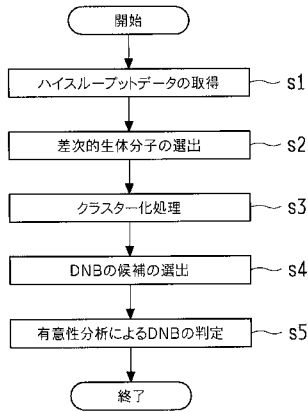 開始
ハイスループットデータの取得 s1
差次的生体分子の選出 s2
クラスター化処理 s3
DNBの候補の選出 s4
有意性分析によるDNBの判定 s5
終了